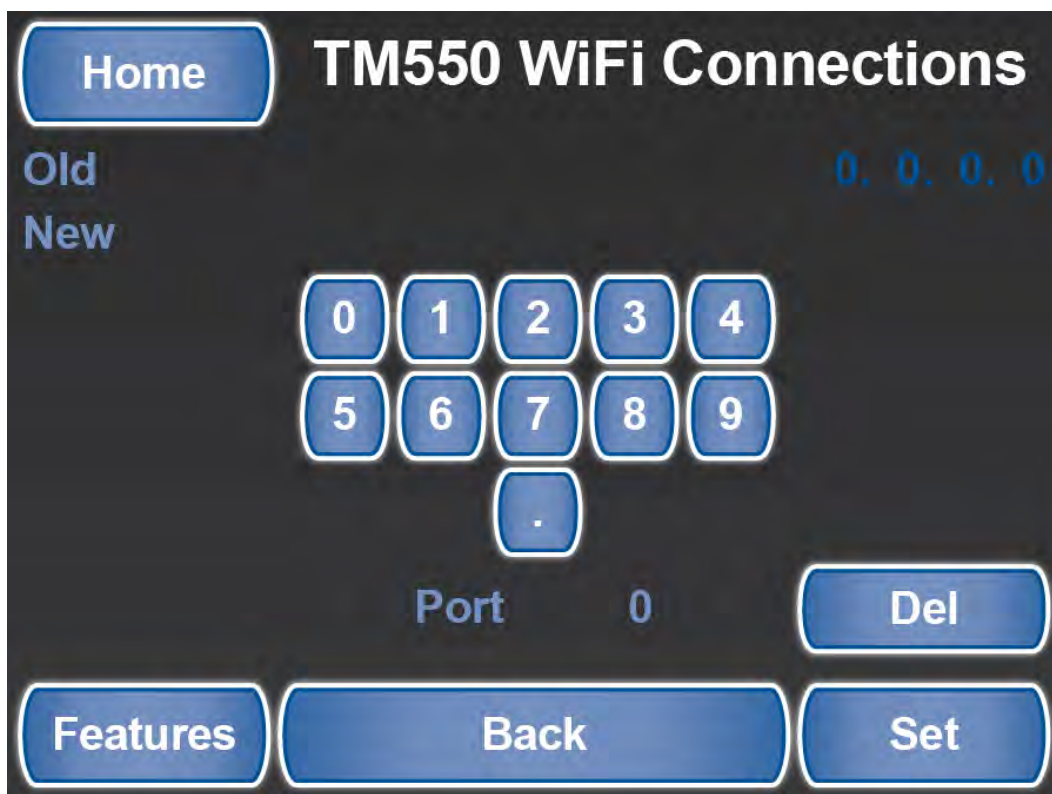 Home TM550 WiFi Connections
Old 0. 0. 0. 0
New
0 1 2 3 4
5 6 7 8 9
.
Port 0 Del
Features Back Set